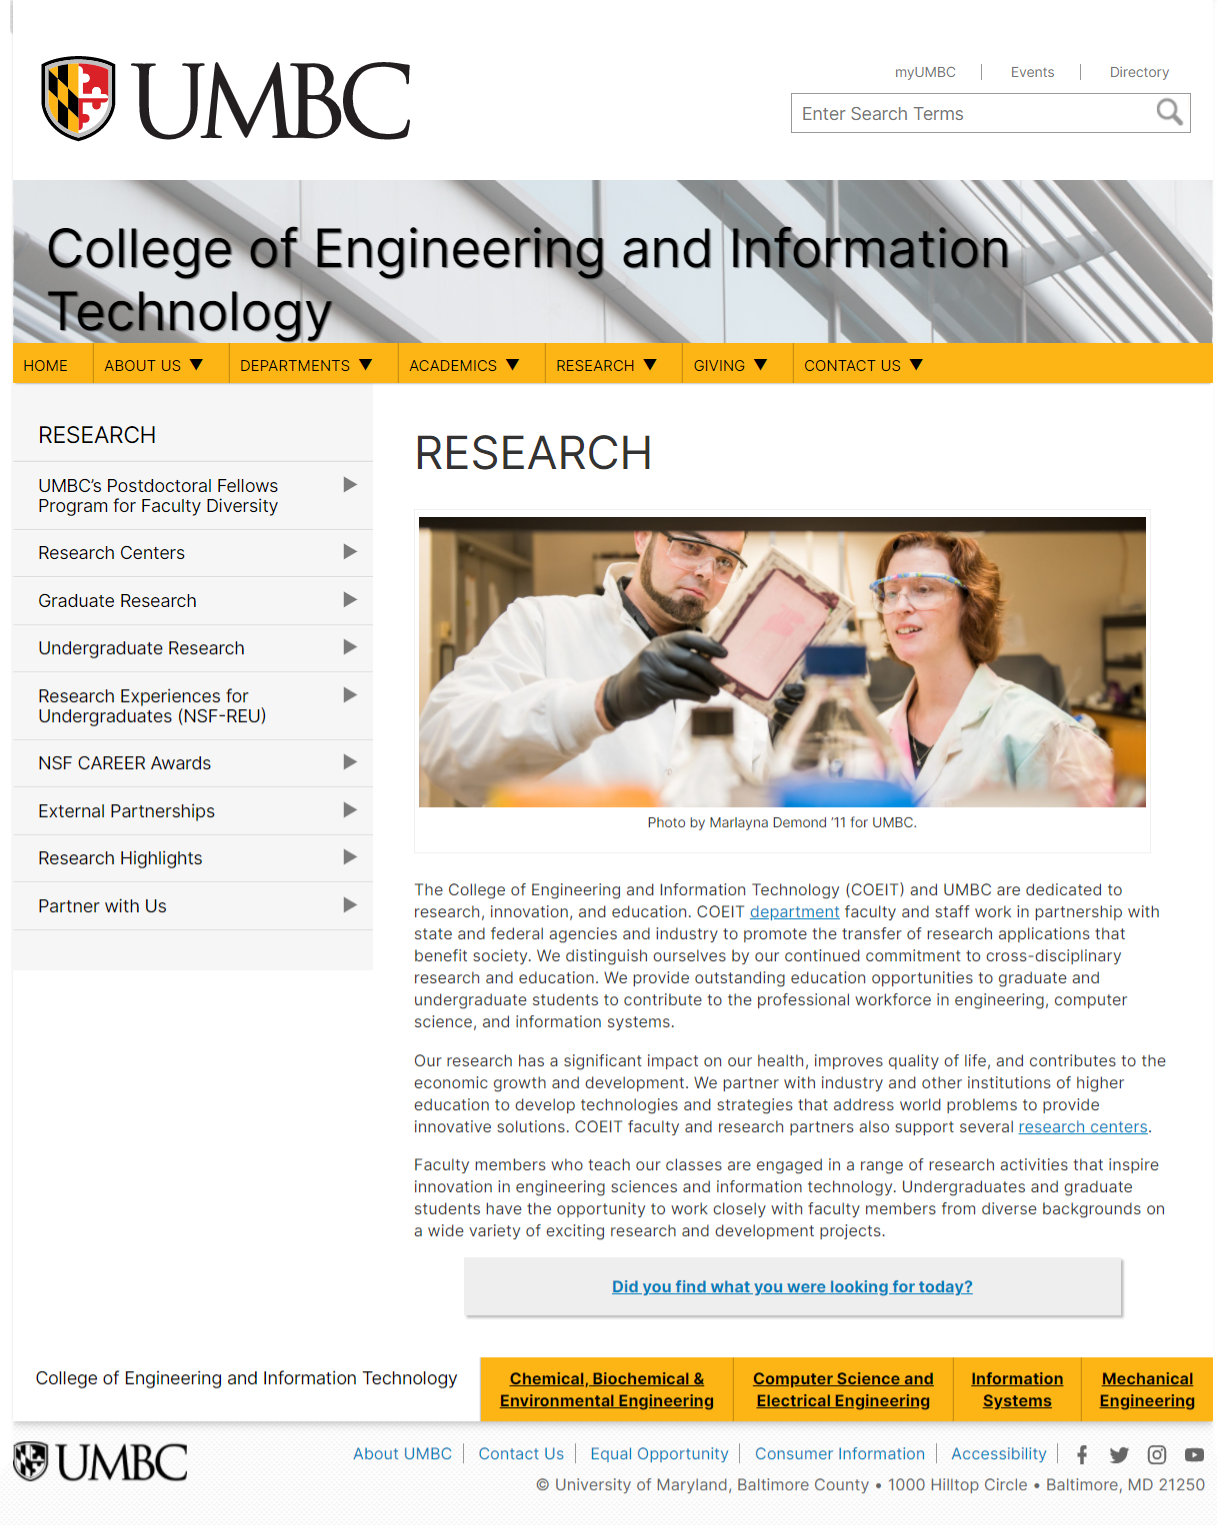 UMBC
myUMBC
Events
Directory
Enter Search Terms
College of Engineering and Information
Technology
HOME
ABOUT US ▼
DEPARTMENTS ▼
ACADEMICS ▼
RESEARCH ▼
GIVING ▼
CONTACT US ▼
RESEARCH
UMBC’s Postdoctoral Fellows
Program for Faculty Diversity
Research Centers
Graduate Research
Undergraduate Research
Research Experiences for
Undergraduates (NSF-REU)
NSF CAREER Awards
External Partnerships
Research Highlights
Partner with Us
RESEARCH
Photo by Marlayna Demond ’11 for UMBC.
The College of Engineering and Information Technology (COEIT) and UMBC are dedicated to
research, innovation, and education. COEIT department faculty and staff work in partnership with
state and federal agencies and industry to promote the transfer of research applications that
benefit society. We distinguish ourselves by our continued commitment to cross-disciplinary
research and education. We provide outstanding education opportunities to graduate and
undergraduate students to contribute to the professional workforce in engineering, computer
science, and information systems.
Our research has a significant impact on our health, improves quality of life, and contributes to the
economic growth and development. We partner with industry and other institutions of higher
education to develop technologies and strategies that address world problems to provide
innovative solutions. COEIT faculty and research partners also support several research centers.
Faculty members who teach our classes are engaged in a range of research activities that inspire
innovation in engineering sciences and information technology. Undergraduates and graduate
students have the opportunity to work closely with faculty members from diverse backgrounds on
a wide variety of exciting research and development projects.
Did you find what you were looking for today?
College of Engineering and Information Technology
Chemical, Biochemical &
Environmental Engineering
Computer Science and
Electrical Engineering
Information
Systems
Mechanical
Engineering
UMBC
About UMBC
Contact Us
Equal Opportunity
Consumer Information
Accessibility
© University of Maryland, Baltimore County • 1000 Hilltop Circle • Baltimore, MD 21250